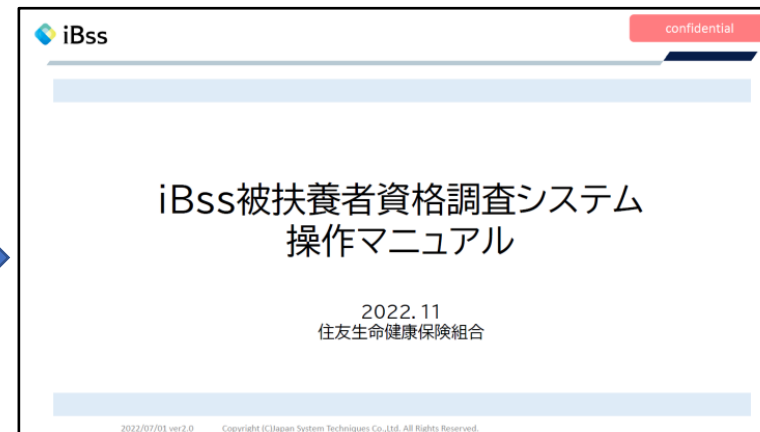 iBss
confidential
iBss被扶養者資格調査システム
操作マニュアル
2022.11
住友生命健康保険組合
2022/07/01 ver2.0 Copyright (C)Japan System Techniques Co.,Ltd. All Rights Reserved.